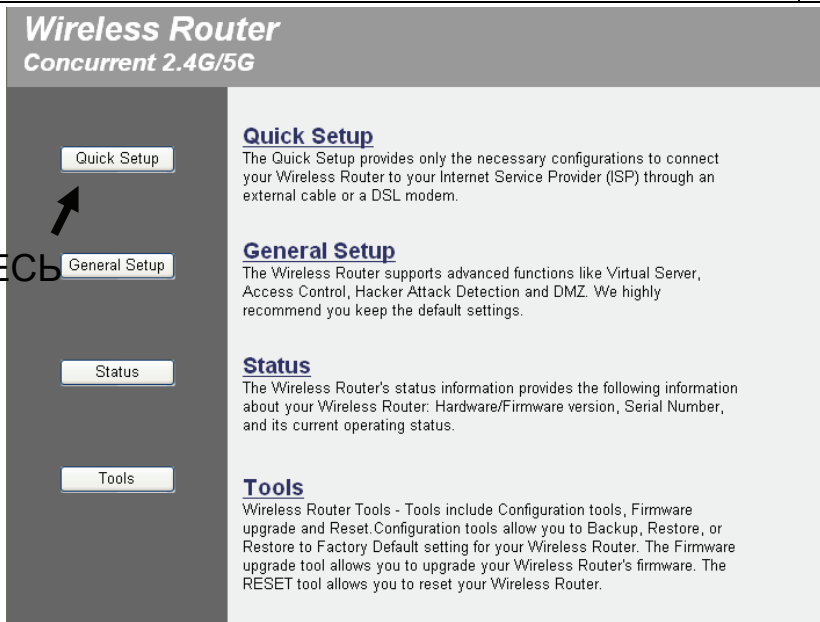 Wireless Router
Concurrent 2.4G/5G
Quick Setup
Quick Setup
The Quick Setup provides only the necessary configurations to connect
your Wireless Router to your Internet Service Provider (ISP) through an
external cable or a DSL modem.
ЕСЬ
General Setup
General Setup
The Wireless Router supports advanced functions like Virtual Server,
Access Control, Hacker Attack Detection and DMZ. We highly
recommend you keep the default settings.
Status
Status
The Wireless Router's status information provides the following information
about your Wireless Router: Hardware/Firmware version, Serial Number,
and its current operating status.
Tools
Tools
Wireless Router Tools - Tools include Configuration tools, Firmware
upgrade and Reset.Configuration tools allow you to Backup, Restore, or
Restore to Factory Default setting for your Wireless Router. The Firmware
upgrade tool allows you to upgrade your Wireless Router's firmware. The
RESET tool allows you to reset your Wireless Router.